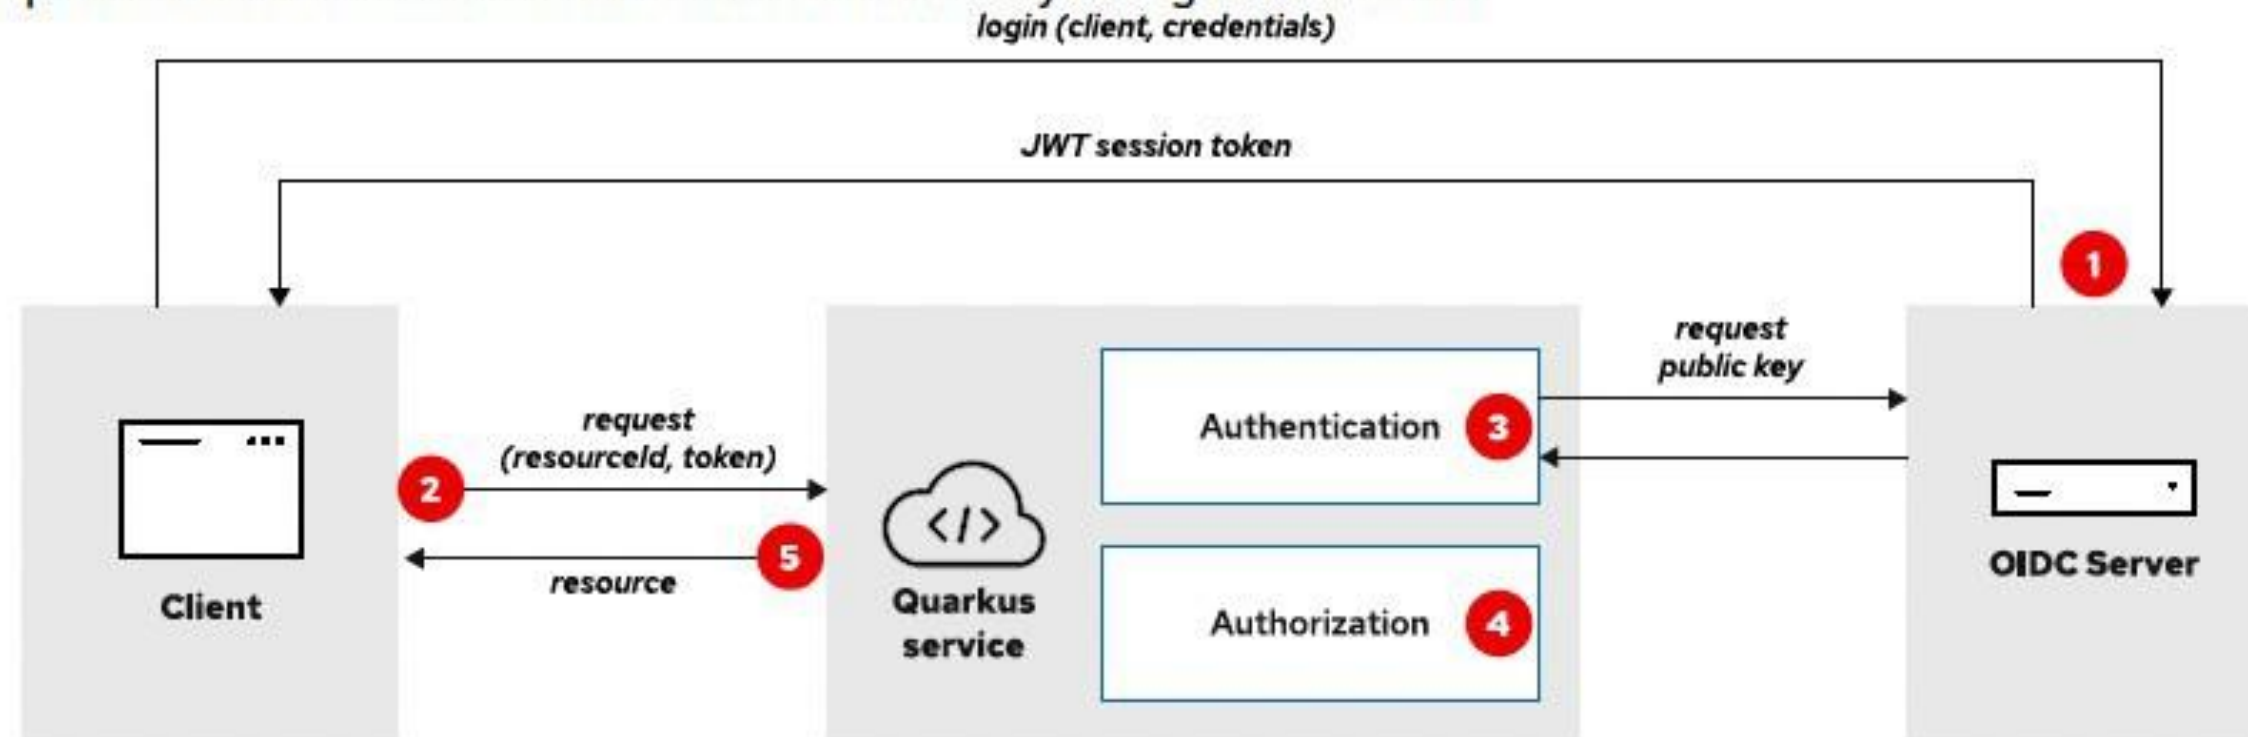 login (client, credentials)
JWT session token
1
request
public key
request
(resourceId, token)
Authentication
3
2
</>
5
resource
OIDC Server
Client
Quarkus
service
Authorization
4